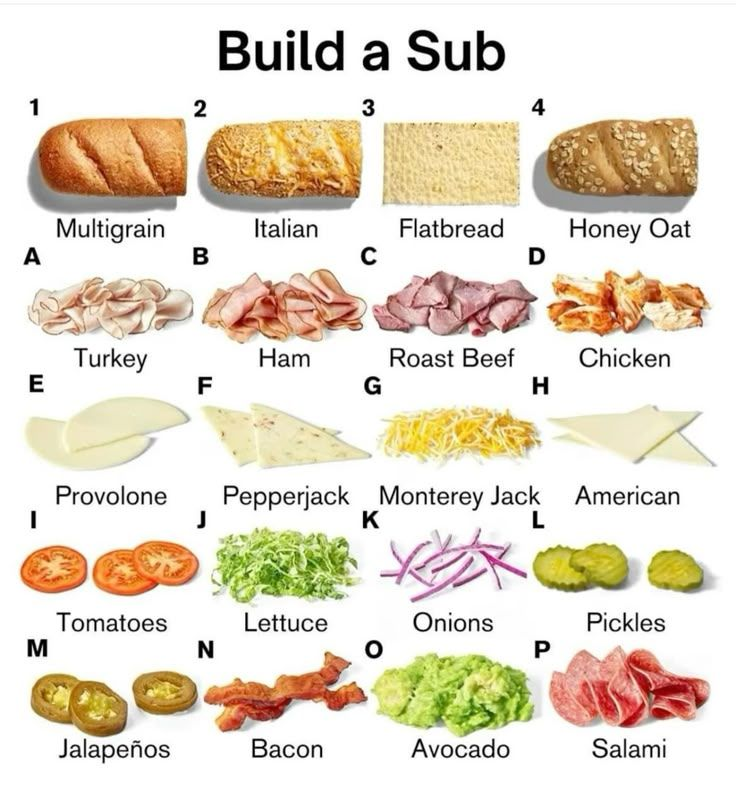 Build a Sub
1 2 3 4
Multigrain Italian Flatbread Honey Oat
A B C D
Turkey Ham Roast Beef Chicken
E F G H
Provolone Pepperjack Monterey Jack American
I J K L
Tomatoes Lettuce Onions Pickles
M N O P
Jalapeños Bacon Avocado Salami